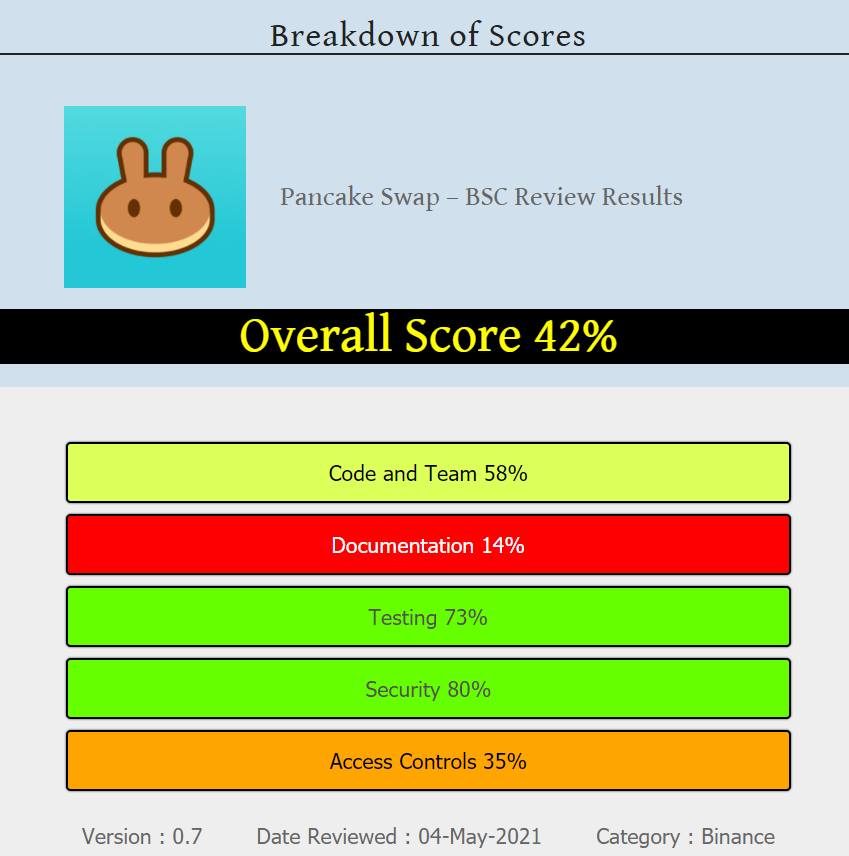 Breakdown of Scores
Pancake Swap – BSC Review Results
Overall Score 42%
Code and Team 58%
Documentation 14%
Testing 73%
Security 80%
Access Controls 35%
Version : 0.7 Date Reviewed : 04-May-2021 Category : Binance